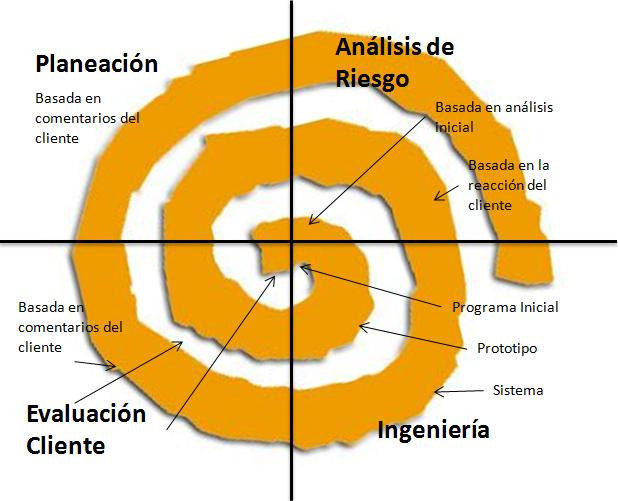 Planeación
Basada en
comentarios del
cliente
Análisis de
Riesgo
Basada en análisis
inicial
Basada en la
reacción del
cliente
Basada en
comentarios del
cliente
Evaluación
Cliente
Programa Inicial
Prototipo
Sistema
Ingeniería